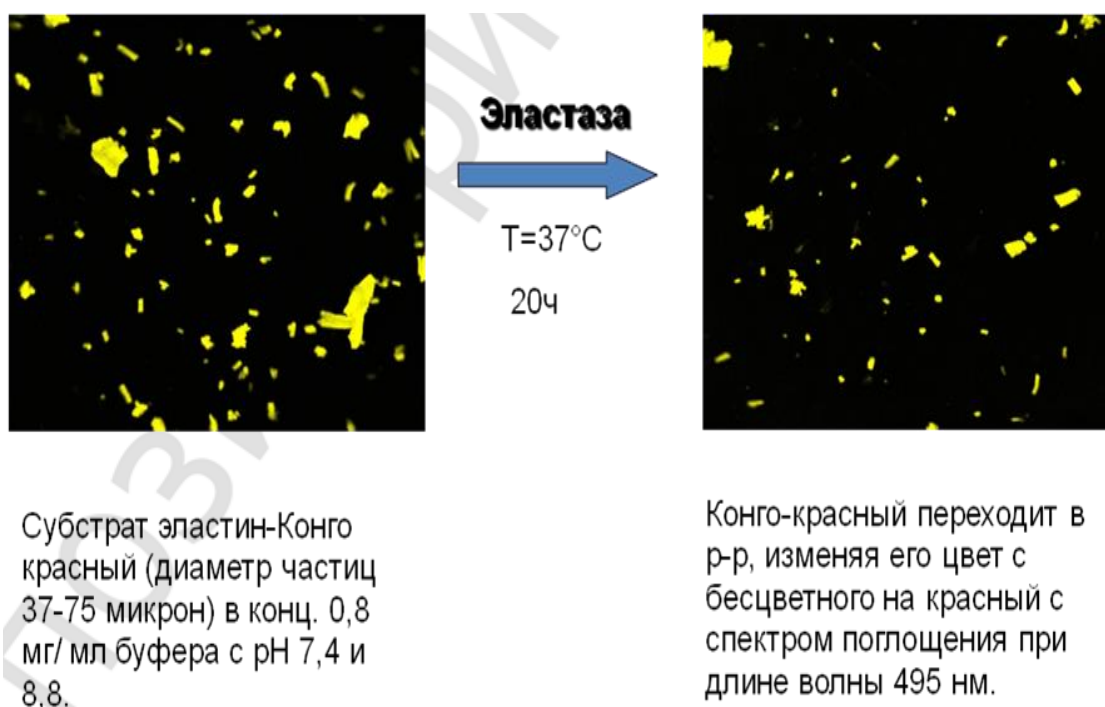 Эластаза
T=37°C
20ч
Субстрат эластин-Конго
красный (диаметр частиц
37-75 микрон) в конц. 0,8
мг/ мл буфера с pH 7,4 и
8,8.
Конго-красный переходит в
р-р, изменяя его цвет с
бесцветного на красный с
спектром поглощения при
длине волны 495 нм.